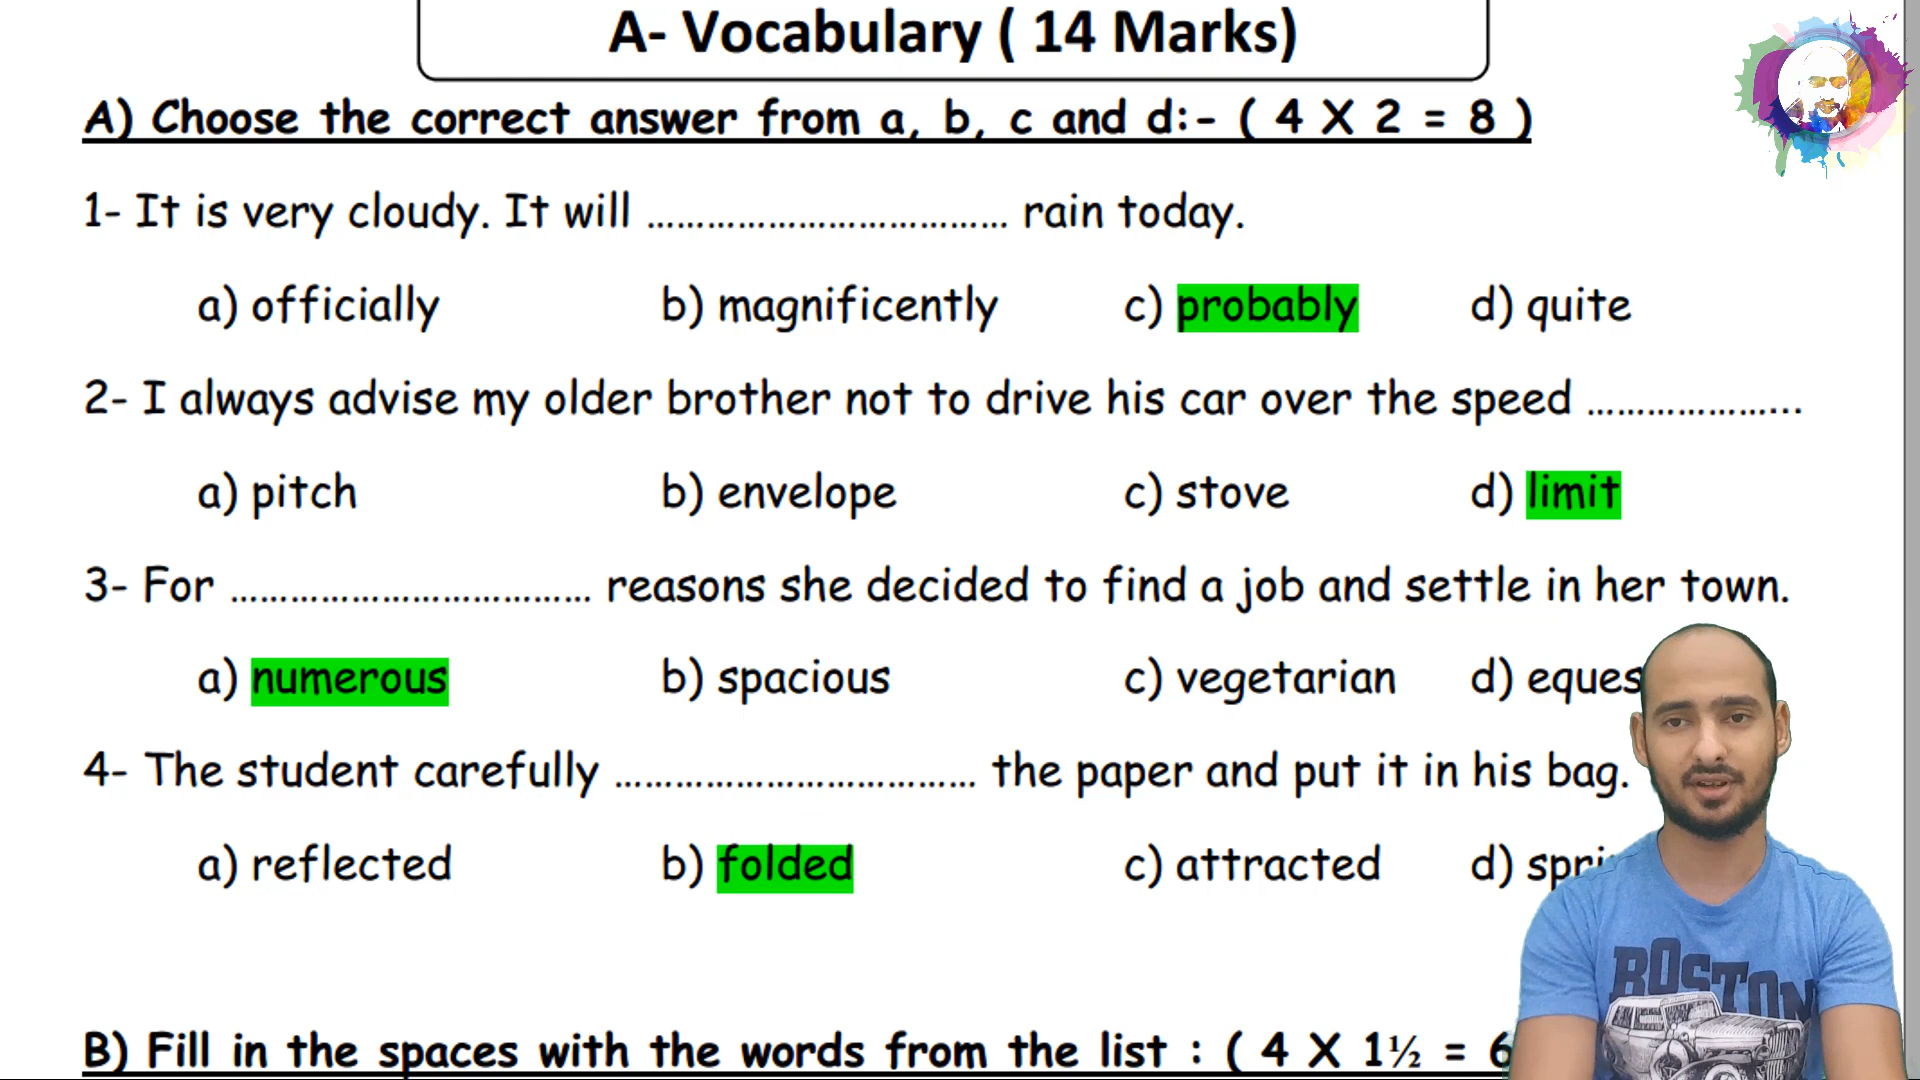 A- Vocabulary ( 14 Marks)
A) Choose the correct answer from a, b, c and d:- ( 4 X 2 = 8 )
1- It is very cloudy. It will .................................... rain today.
a) officially b) magnificently c) probably d) quite
2- I always advise my older brother not to drive his car over the speed .....................
a) pitch b) envelope c) stove d) limit
3- For .................................... reasons she decided to find a job and settle in her town.
a) numerous b) spacious c) vegetarian d)
4- The student carefully .................................... the paper and put it in his bag.
a) reflected b) folded c) attracted d)
B) Fill in the spaces with the words from the list : ( 4 X 1½ = 6
BOSTON